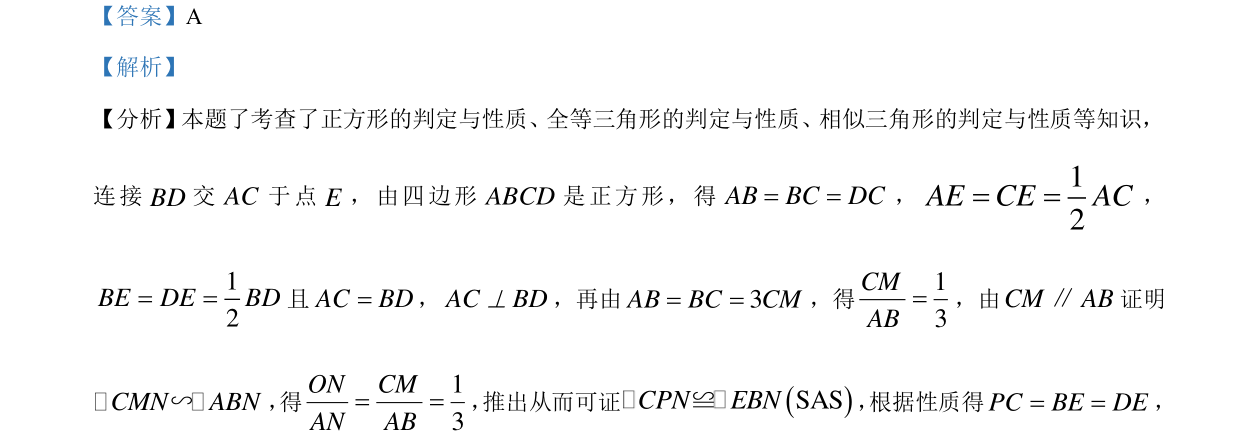 【答案】A
【解析】
【分析】本题了考查了正方形的判定与性质、全等三角形的判定与性质、相似三角形的判定与性质等知识，
连接 BD 交 AC 于点 E ，由四边形 ABCD 是正方形，得 AB = BC = DC ， AE = CE = 1/2 AC ，
BE = DE = 1/2 BD 且 AC = BD ， AC ⊥ BD ，再由 AB = BC = 3CM ，得 CM/AB = 1/3 ，由 CM ∥ AB 证明
□CMN∽□ABN ，得 ON/AN = CM/AB = 1/3 ，推出从而可证□CPN≌□EBN(SAS)，根据性质得 PC = BE = DE ，